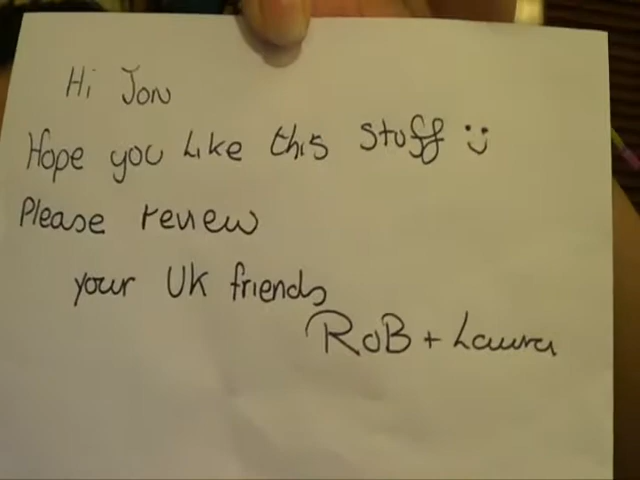 Hi Jon
Hope you Like this Stuff :)
Please review
your UK friends
RoB + Laura